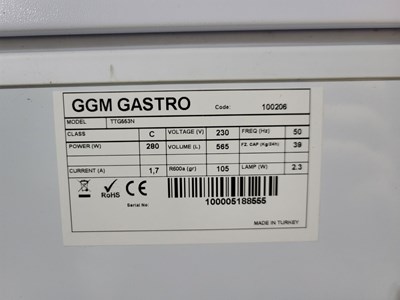 GGM GASTRO Code: 100206
MODEL TTG553N
CLASS C VOLTAGE (V) 230 FREQ (Hz) 50
POWER (W) 280 VOLUME (L) 565 FZ. CAP (Kg/24h) 39
CURRENT (A) 1,7 R600a (gr) 105 LAMP (W) 2.3
RoHS CE Serial No: 100005188555
MADE IN TURKEY